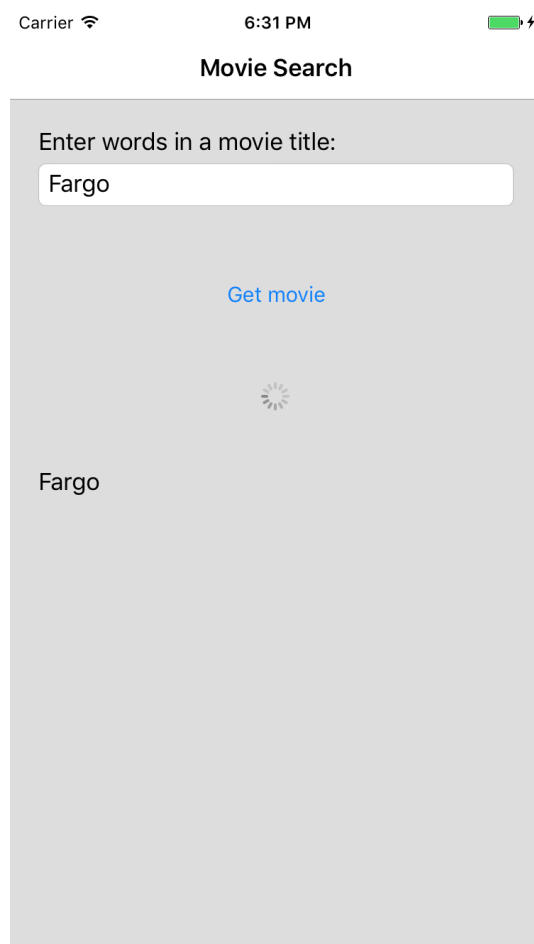 Carrier 6:31 PM
Movie Search
Enter words in a movie title:
Fargo
Get movie
Fargo